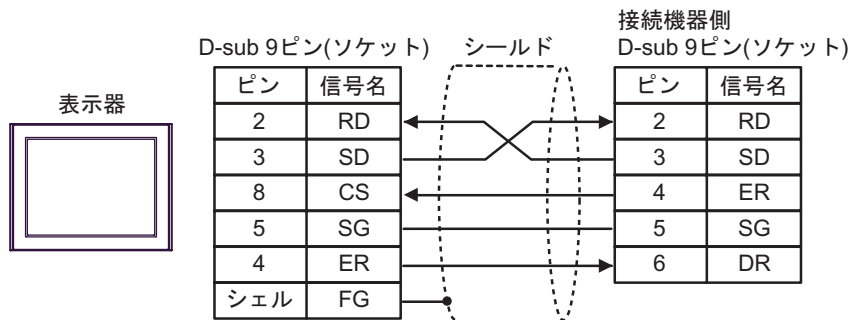 接続機器側
D-sub 9ピン(ソケット) シールド D-sub 9ピン(ソケット)
表示器
ピン 信号名 ピン 信号名
2 RD 2 RD
3 SD 3 SD
8 CS 4 ER
5 SG 5 SG
4 ER 6 DR
シェル FG